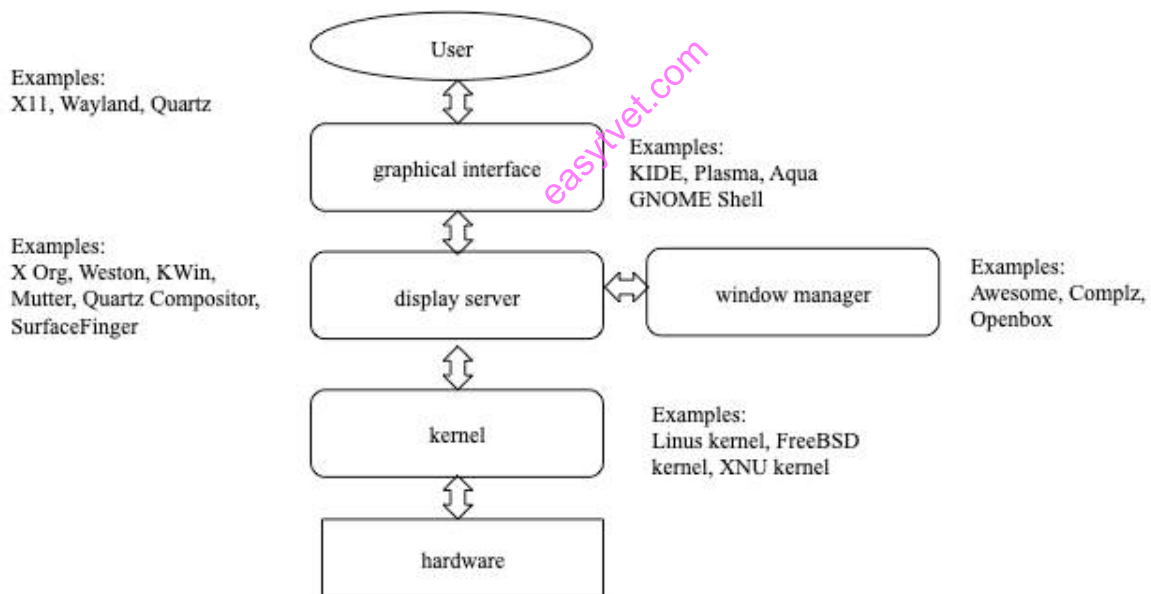 User
Examples:
X11, Wayland, Quartz
easytvet.com
graphical interface
Examples:
KIDE, Plasma, Aqua
GNOME Shell
Examples:
X Org, Weston, KWin,
Mutter, Quartz Compositor,
SurfaceFinger
display server
window manager
Examples:
Awesome, Complz,
Openbox
kernel
Examples:
Linus kernel, FreeBSD
kernel, XNU kernel
hardware